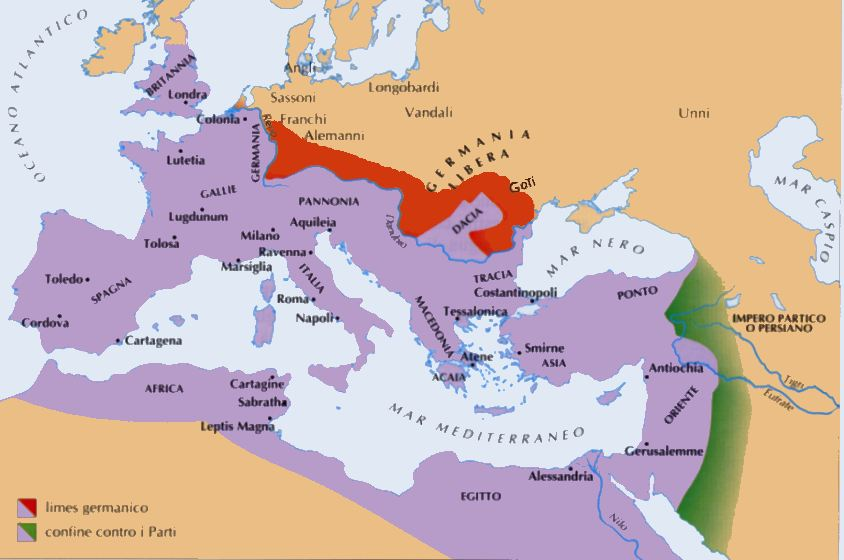 OCEANO ATLANTICO
BRITANNIA
Londra
Angli
Longobardi
Sassoni
Vandali
Unni
Colonia
Reno
Franchi
Alemanni
GERMANIA
GERMANIA
LIBERA
Goti
Lutetia
GALLIE
PANNONIA
DACIA
Danubio
MAR CASPIO
Lugdunum
Aquileia
Tolosa
Milano
Ravenna
Marsiglia
ITALIA
MAR NERO
Toledo
SPAGNA
TRACIA
Costantinopoli
PONTO
Roma
MACEDONIA
Tessalonica
Napoli
IMPERO PARTICO
O PERSIANO
Cordova
Cartagena
Atene
Smirne
ASIA
Antiochia
ACAIA
Tigri
Eufrate
AFRICA
Cartagine
Sabratha
Leptis Magna
MAR MEDITERRANEO
ORIENTE
Gerusalemme
Alessandria
EGITTO
Nilo
limes germanico
confine contro i Parti